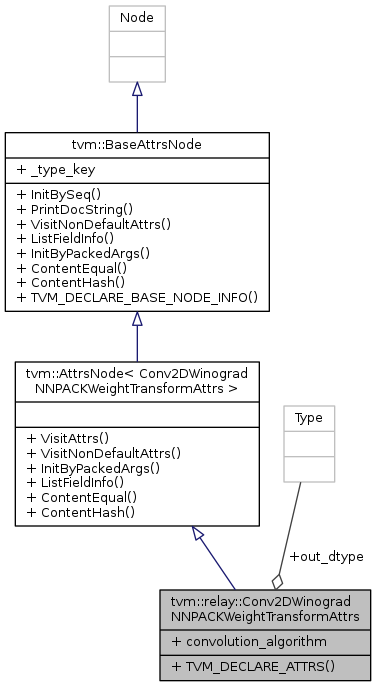 Node
tvm::BaseAttrsNode
+ _type_key
+ InitBySeq()
+ PrintDocString()
+ VisitNonDefaultAttrs()
+ ListFieldInfo()
+ InitByPackedArgs()
+ ContentEqual()
+ ContentHash()
+ TVM_DECLARE_BASE_NODE_INFO()
tvm::AttrsNode< Conv2DWinograd
NNPACKWeightTransformAttrs >
+ VisitAttrs()
+ VisitNonDefaultAttrs()
+ InitByPackedArgs()
+ ListFieldInfo()
+ ContentEqual()
+ ContentHash()
Type
+out_dtype
tvm::relay::Conv2DWinograd
NNPACKWeightTransformAttrs
+ convolution_algorithm
+ TVM_DECLARE_ATTRS()